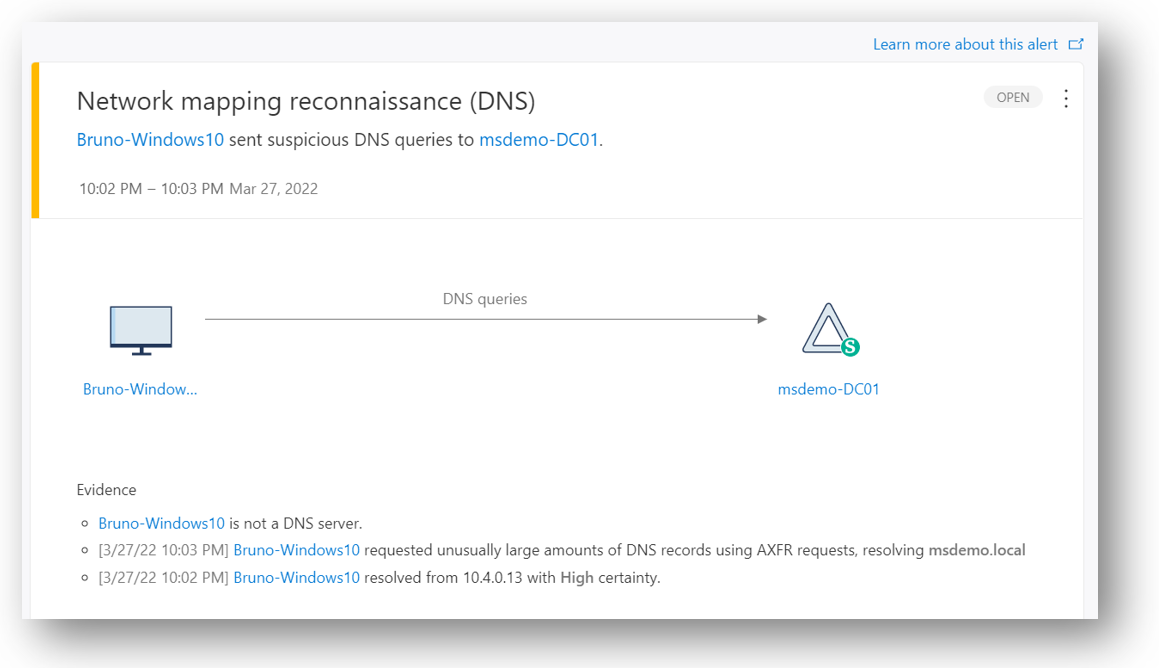 Learn more about this alert
Network mapping reconnaissance (DNS)
OPEN
Bruno-Windows10 sent suspicious DNS queries to msdemo-DC01.
10:02 PM – 10:03 PM Mar 27, 2022
DNS queries
S
Bruno-Window...
msdemo-DC01
Evidence
Bruno-Windows10 is not a DNS server.
[3/27/22 10:03 PM] Bruno-Windows10 requested unusually large amounts of DNS records using AXFR requests, resolving msdemo.local
[3/27/22 10:02 PM] Bruno-Windows10 resolved from 10.4.0.13 with High certainty.